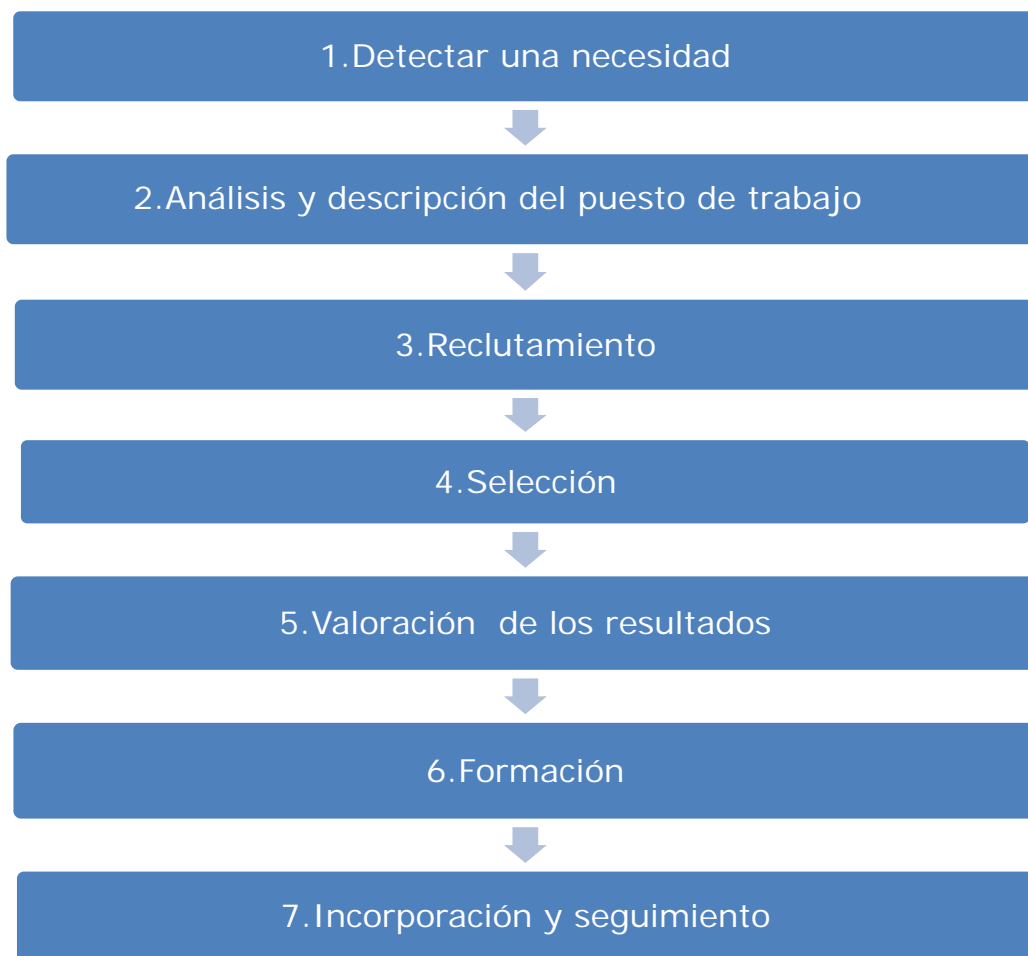 1.Detectar una necesidad
2.Análisis y descripción del puesto de trabajo
3.Reclutamiento
4.Selección
5.Valoración  de los resultados
6.Formación
7.Incorporación y seguimiento